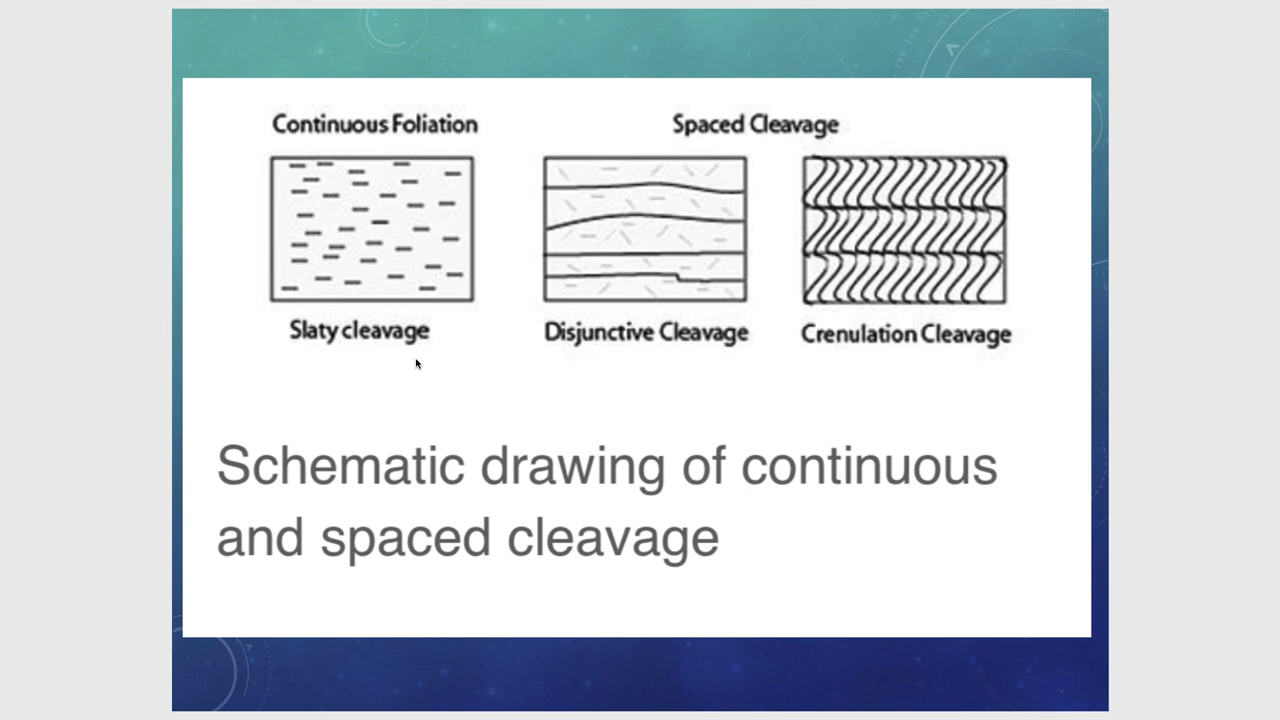 Continuous Foliation
Spaced Cleavage
Slaty cleavage
Disjunctive Cleavage
Crenulation Cleavage
Schematic drawing of continuous
and spaced cleavage